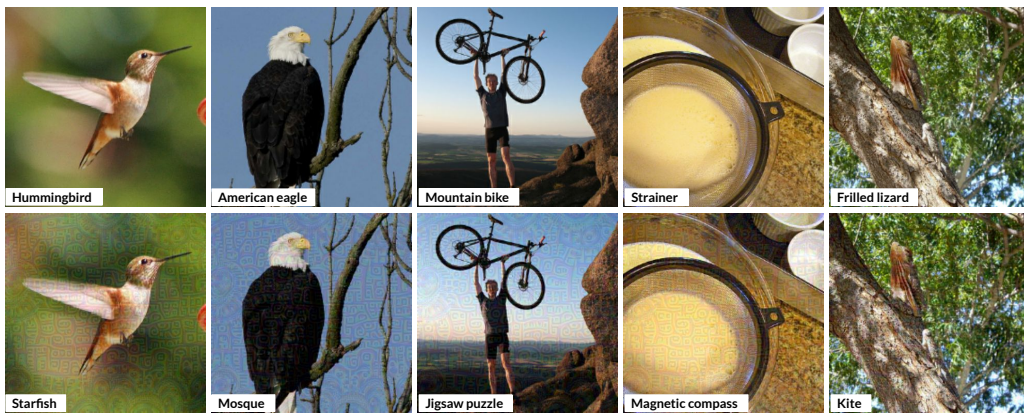 Hummingbird
American eagle
Mountain bike
Strainer
Frilled lizard
Starfish
Mosque
Jigsaw puzzle
Magnetic compass
Kite